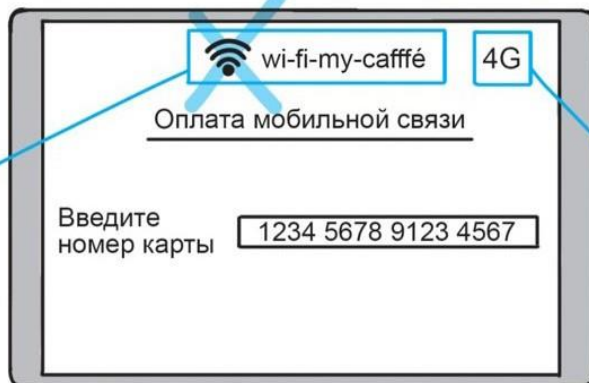 wi-fi-my-cafffé 4G
Оплата мобильной связи
Введите
номер карты 1234 5678 9123 4567